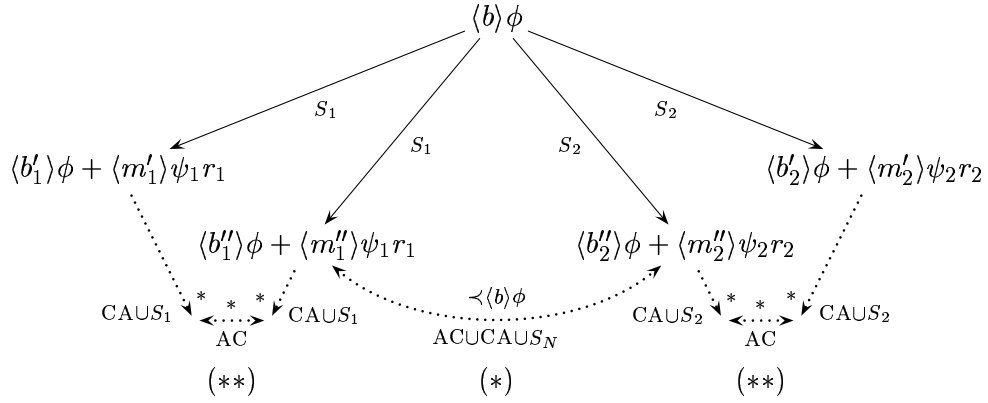 ⟨b⟩ϕ
S₁ S₁ S₂ S₂
⟨b′₁⟩ϕ + ⟨m′₁⟩ψ₁r₁ ⟨b′₂⟩ϕ + ⟨m′₂⟩ψ₂r₂
⟨b″₁⟩ϕ + ⟨m″₁⟩ψ₁r₁ ⟨b″₂⟩ϕ + ⟨m″₂⟩ψ₂r₂
CA∪S₁ * * * CA∪S₁ ≺⟨b⟩ϕ CA∪S₂ * * * CA∪S₂
AC AC∪CA∪S_N AC
(**) (*) (**)